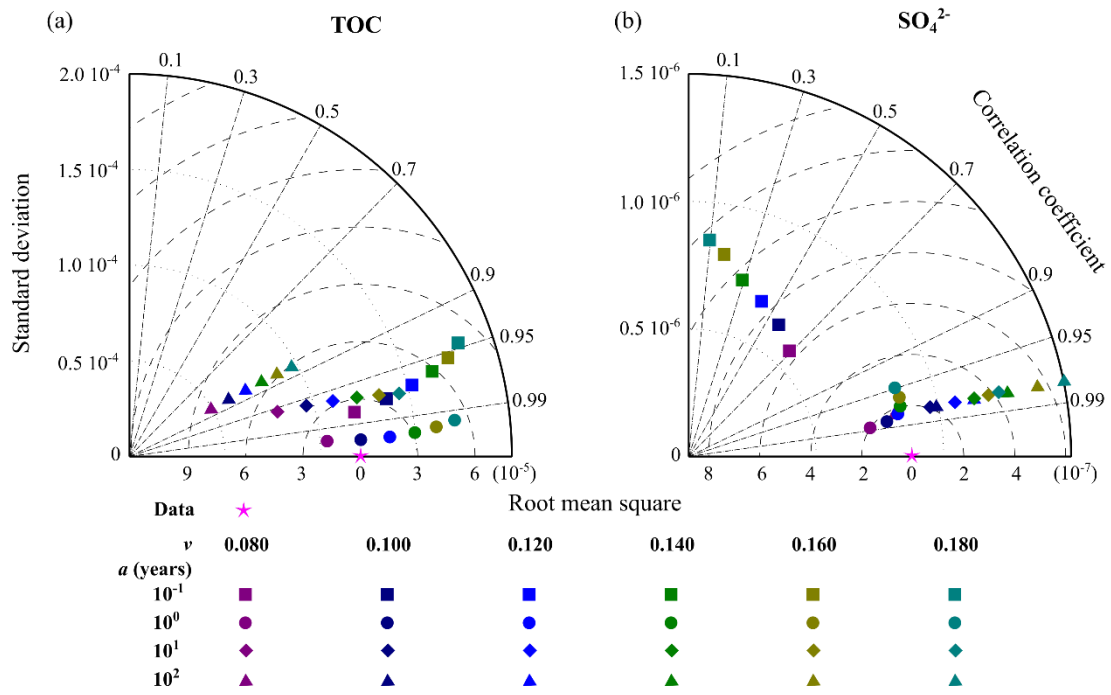 (a) TOC
2.0 10⁻⁴
1.5 10⁻⁴
1.0 10⁻⁴
0.5 10⁻⁴
0
Standard deviation
0.1
0.3
0.5
0.7
0.9
0.95
0.99
9 6 3 0 3 6 (10⁻⁵)
(b) SO₄²⁻
1.5 10⁻⁶
1.0 10⁻⁶
0.5 10⁻⁶
0
0.1
0.3
0.5
0.7
0.9
0.95
0.99
Correlation coefficient
8 6 4 2 0 2 4 (10⁻⁷)
Root mean square
Data
v 0.080 0.100 0.120 0.140 0.160 0.180
a (years)
10⁻¹
10⁰
10¹
10²